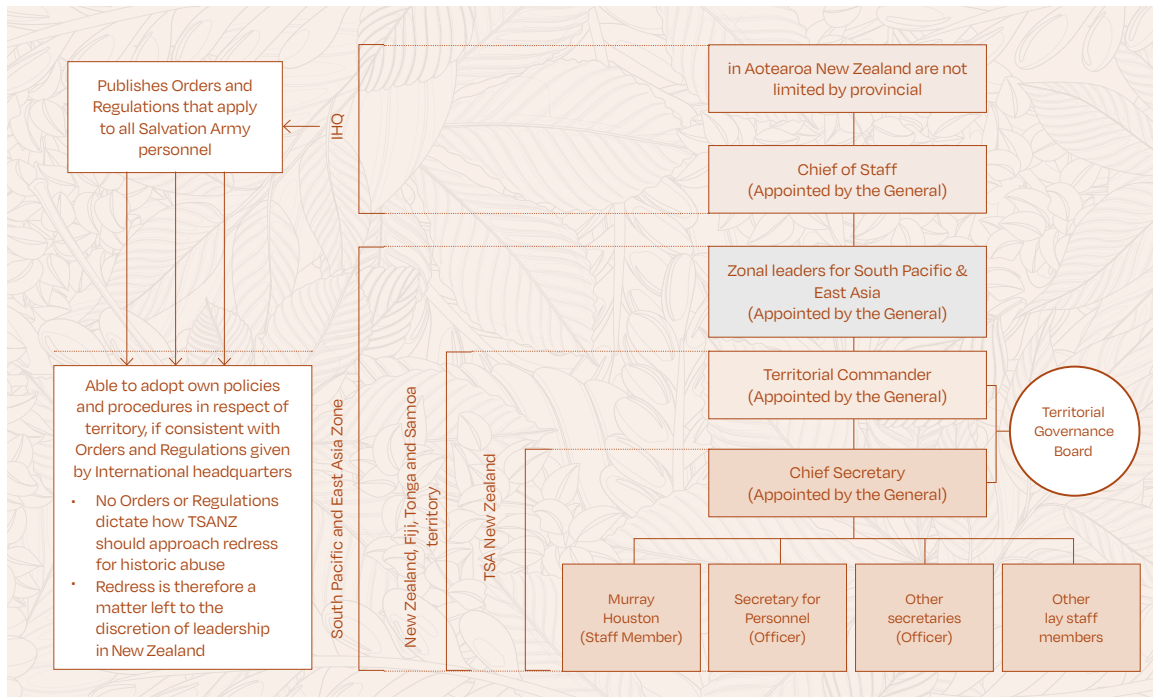 Publishes Orders and
Regulations that apply
to all Salvation Army
personnel
IHQ
in Aotearoa New Zealand are not
limited by provincial
Chief of Staff
(Appointed by the General)
Zonal leaders for South Pacific &
East Asia
(Appointed by the General)
Able to adopt own policies
and procedures in respect of
territory, if consistent with
Orders and Regulations given
by International headquarters
• No Orders or Regulations
dictate how TSANZ
should approach redress
for historic abuse
• Redress is therefore a
matter left to the
discretion of leadership
in New Zealand
South Pacific and East Asia Zone
New Zealand, Fiji, Tonga and Samoa
territory
TSA New Zealand
Territorial Commander
(Appointed by the General)
Chief Secretary
(Appointed by the General)
Territorial
Governance
Board
Murray
Houston
(Staff Member)
Secretary for
Personnel
(Officer)
Other
secretaries
(Officer)
Other
lay staff
members